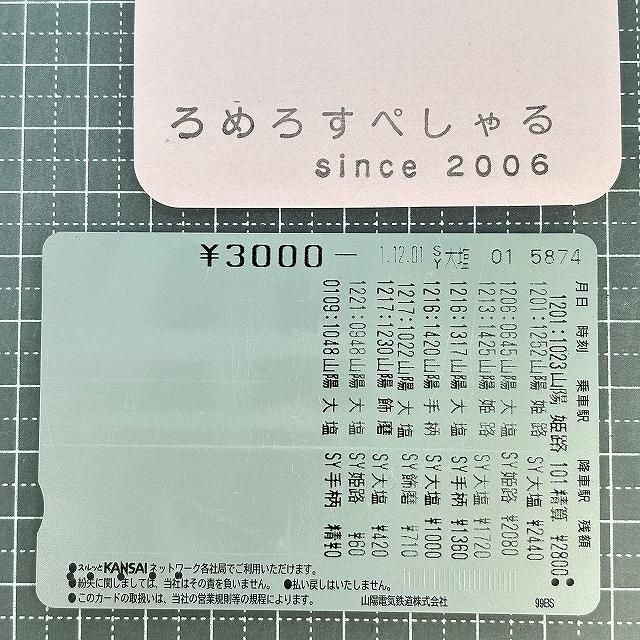 ろめろすぺしゃる
since 2006
¥3000— 1.12.01 SY大塩 01 5874
月日 時刻 乗車駅 降車駅 残額
1201:1023山陽 姫路 101精算 ¥2800
1201:1252山陽 姫路 SY大塩 ¥2440
1206:0645山陽 大塩 SY姫路 ¥2080
1213:1425山陽 姫路 SY大塩 ¥1720
1216:1317山陽 大塩 SY手柄 ¥1360
1216:1420山陽 手柄 SY大塩 ¥1000
1217:1022山陽 大塩 SY飾磨 ¥710
1217:1230山陽 飾磨 SY大塩 ¥420
1221:0948山陽 大塩 SY姫路 ¥60
0109:1048山陽 大塩 SY手柄 精¥0
●スルッとKANSAI ネットワーク各社局でご利用いただけます。
●紛失に関しましては、当社はその責を負いません。 ●払い戻しはいたしません。
●このカードの取扱いは、当社の営業規則等の規程によります。 山陽電気鉄道株式会社 99BS